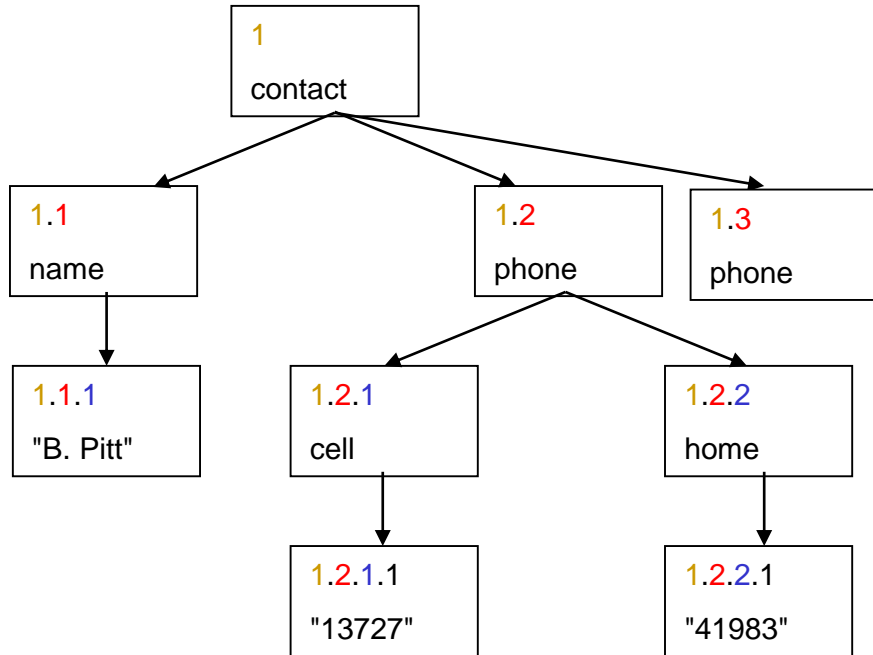 1
contact
1.1
name
1.2
phone
1.3
phone
1.1.1
"B. Pitt"
1.2.1
cell
1.2.2
home
1.2.1.1
"13727"
1.2.2.1
"41983"